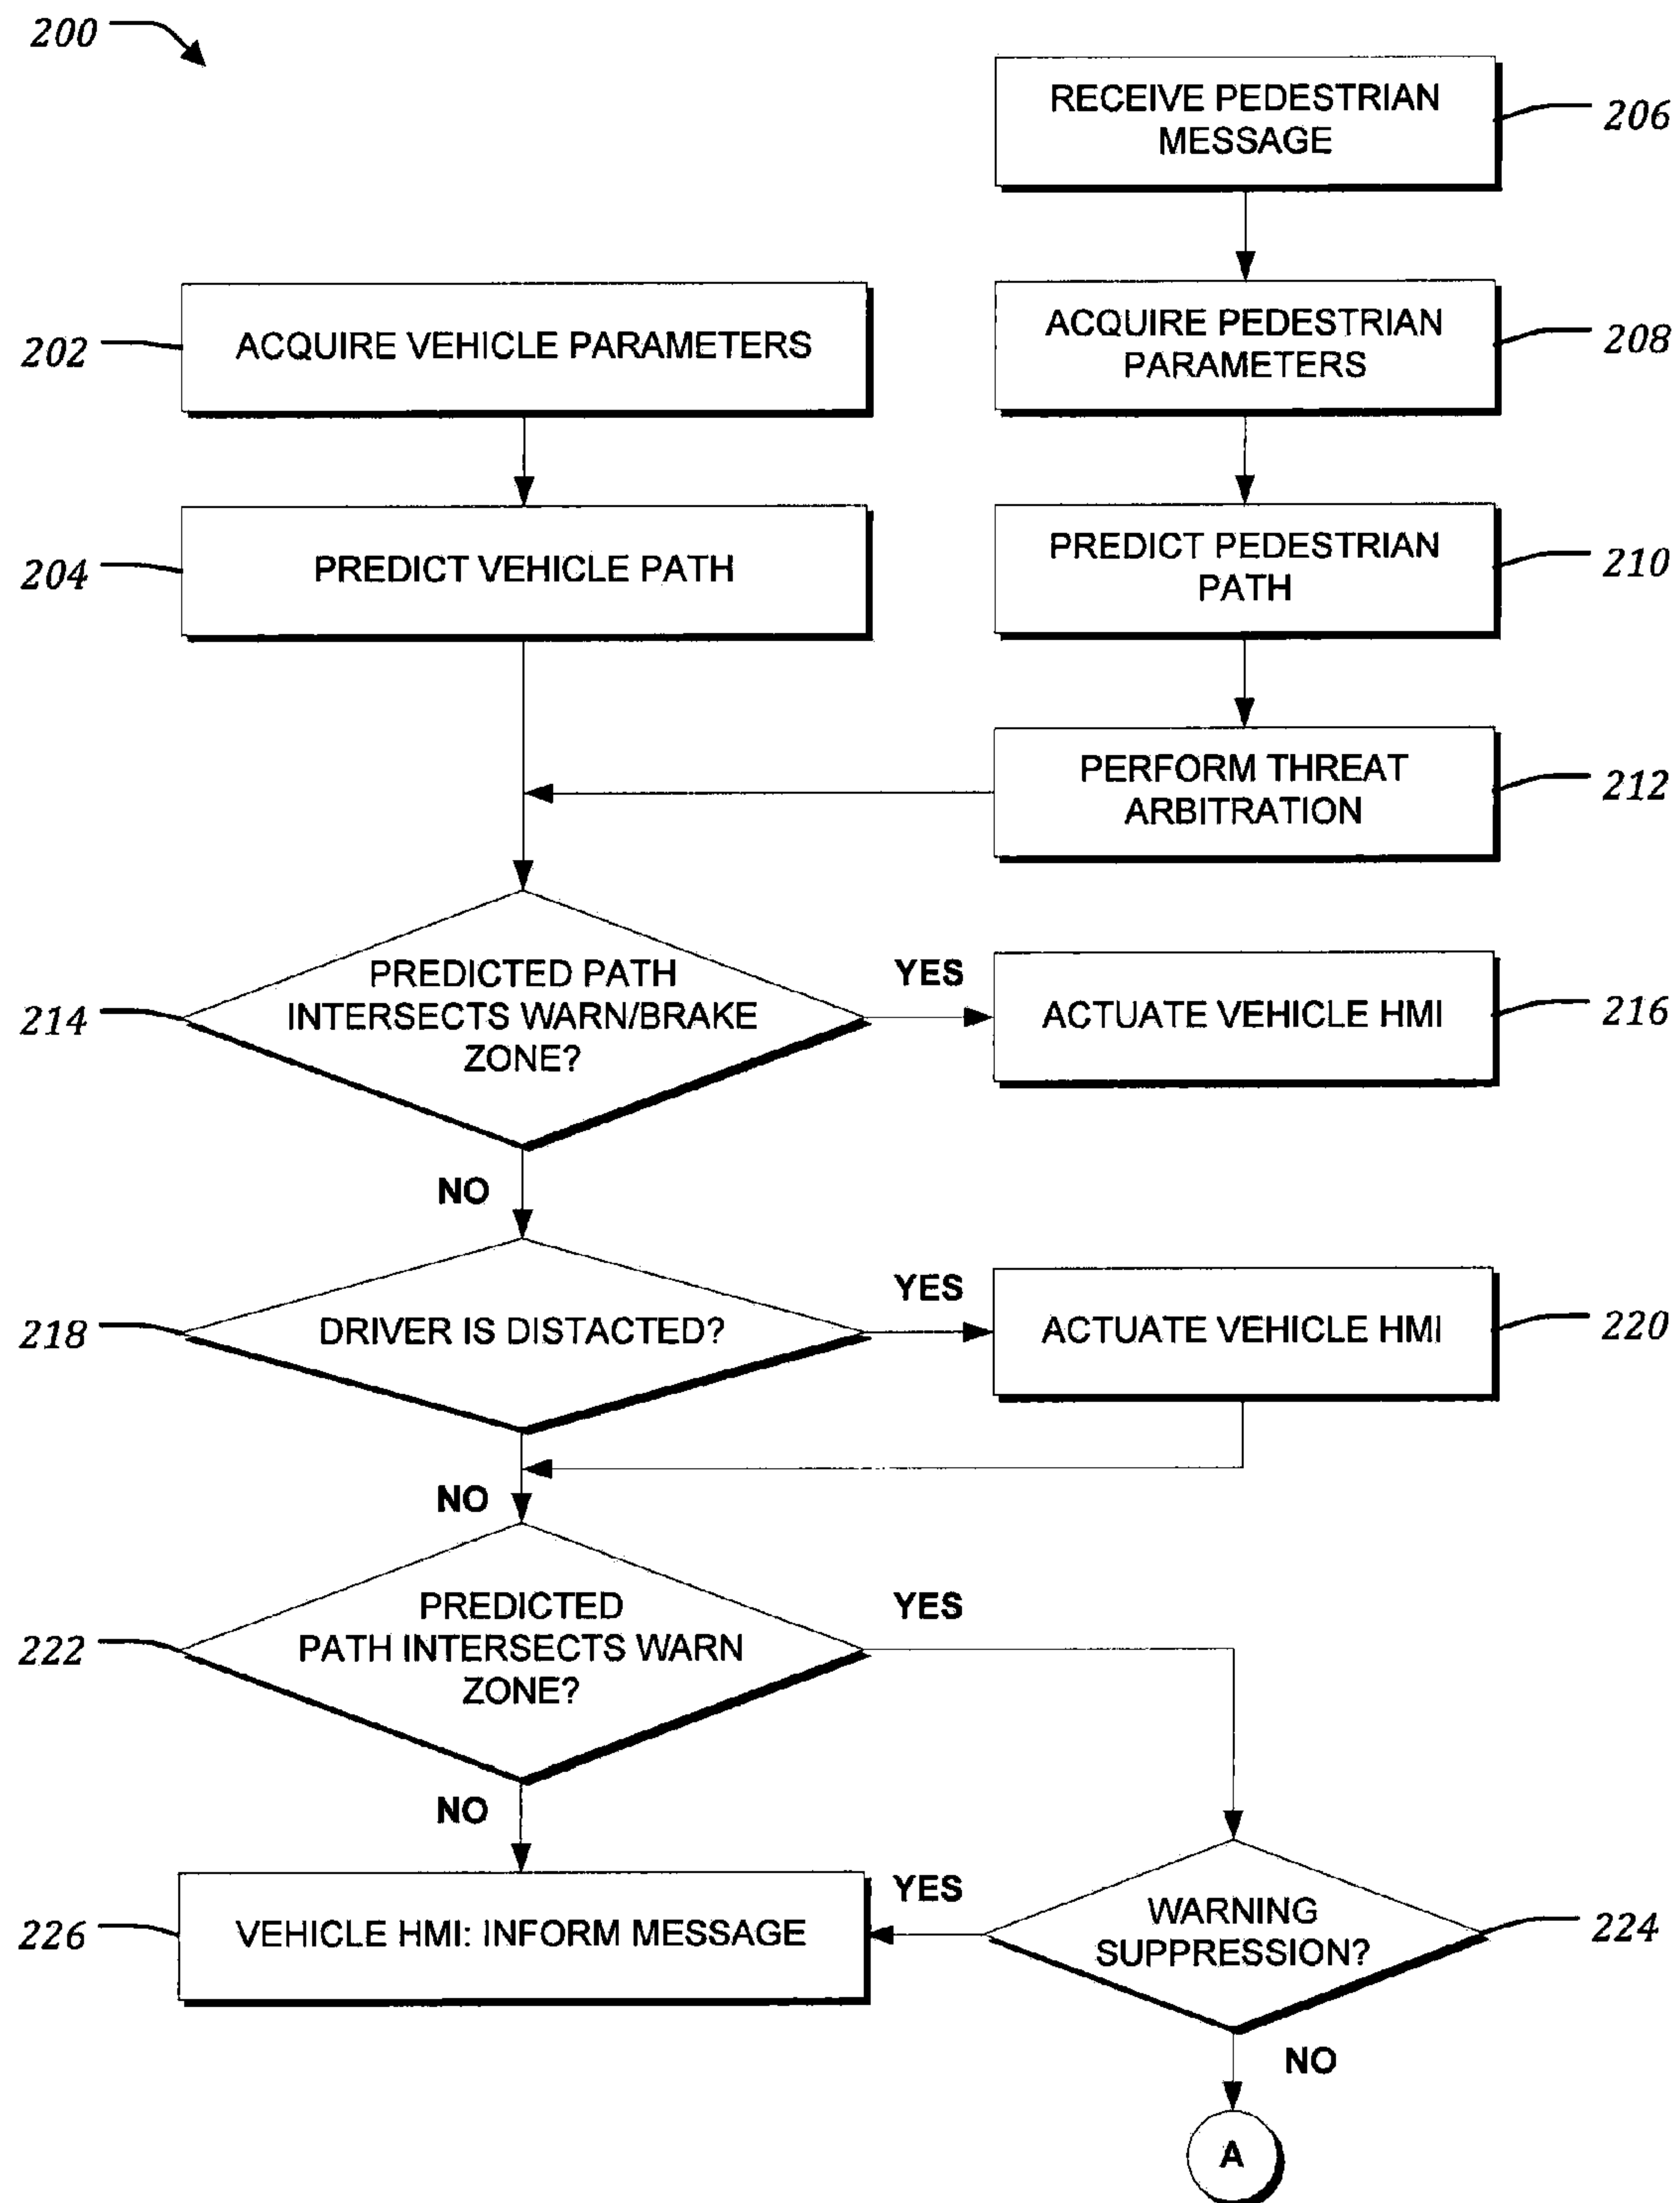 200
RECEIVE PEDESTRIAN
MESSAGE
206
202
ACQUIRE VEHICLE PARAMETERS
ACQUIRE PEDESTRIAN
PARAMETERS
208
204
PREDICT VEHICLE PATH
PREDICT PEDESTRIAN
PATH
210
PERFORM THREAT
ARBITRATION
212
214
PREDICTED PATH
INTERSECTS WARN/BRAKE
ZONE?
YES
ACTUATE VEHICLE HMI
216
NO
218
DRIVER IS DISTACTED?
YES
ACTUATE VEHICLE HMI
220
NO
222
PREDICTED
PATH INTERSECTS WARN
ZONE?
YES
NO
226
VEHICLE HMI: INFORM MESSAGE
YES
WARNING
SUPPRESSION?
224
NO
A